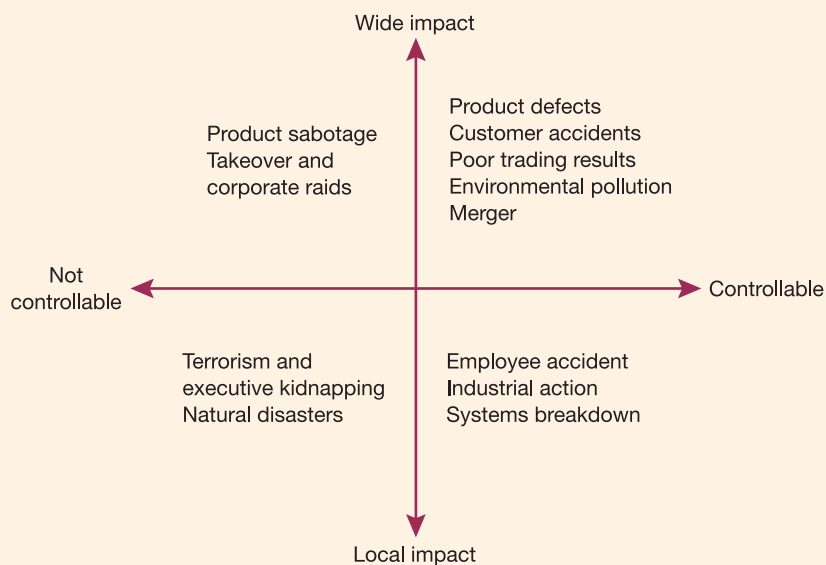 Wide impact
Product sabotage
Takeover and
corporate raids
Product defects
Customer accidents
Poor trading results
Environmental pollution
Merger
Not
controllable
Controllable
Terrorism and
executive kidnapping
Natural disasters
Employee accident
Industrial action
Systems breakdown
Local impact